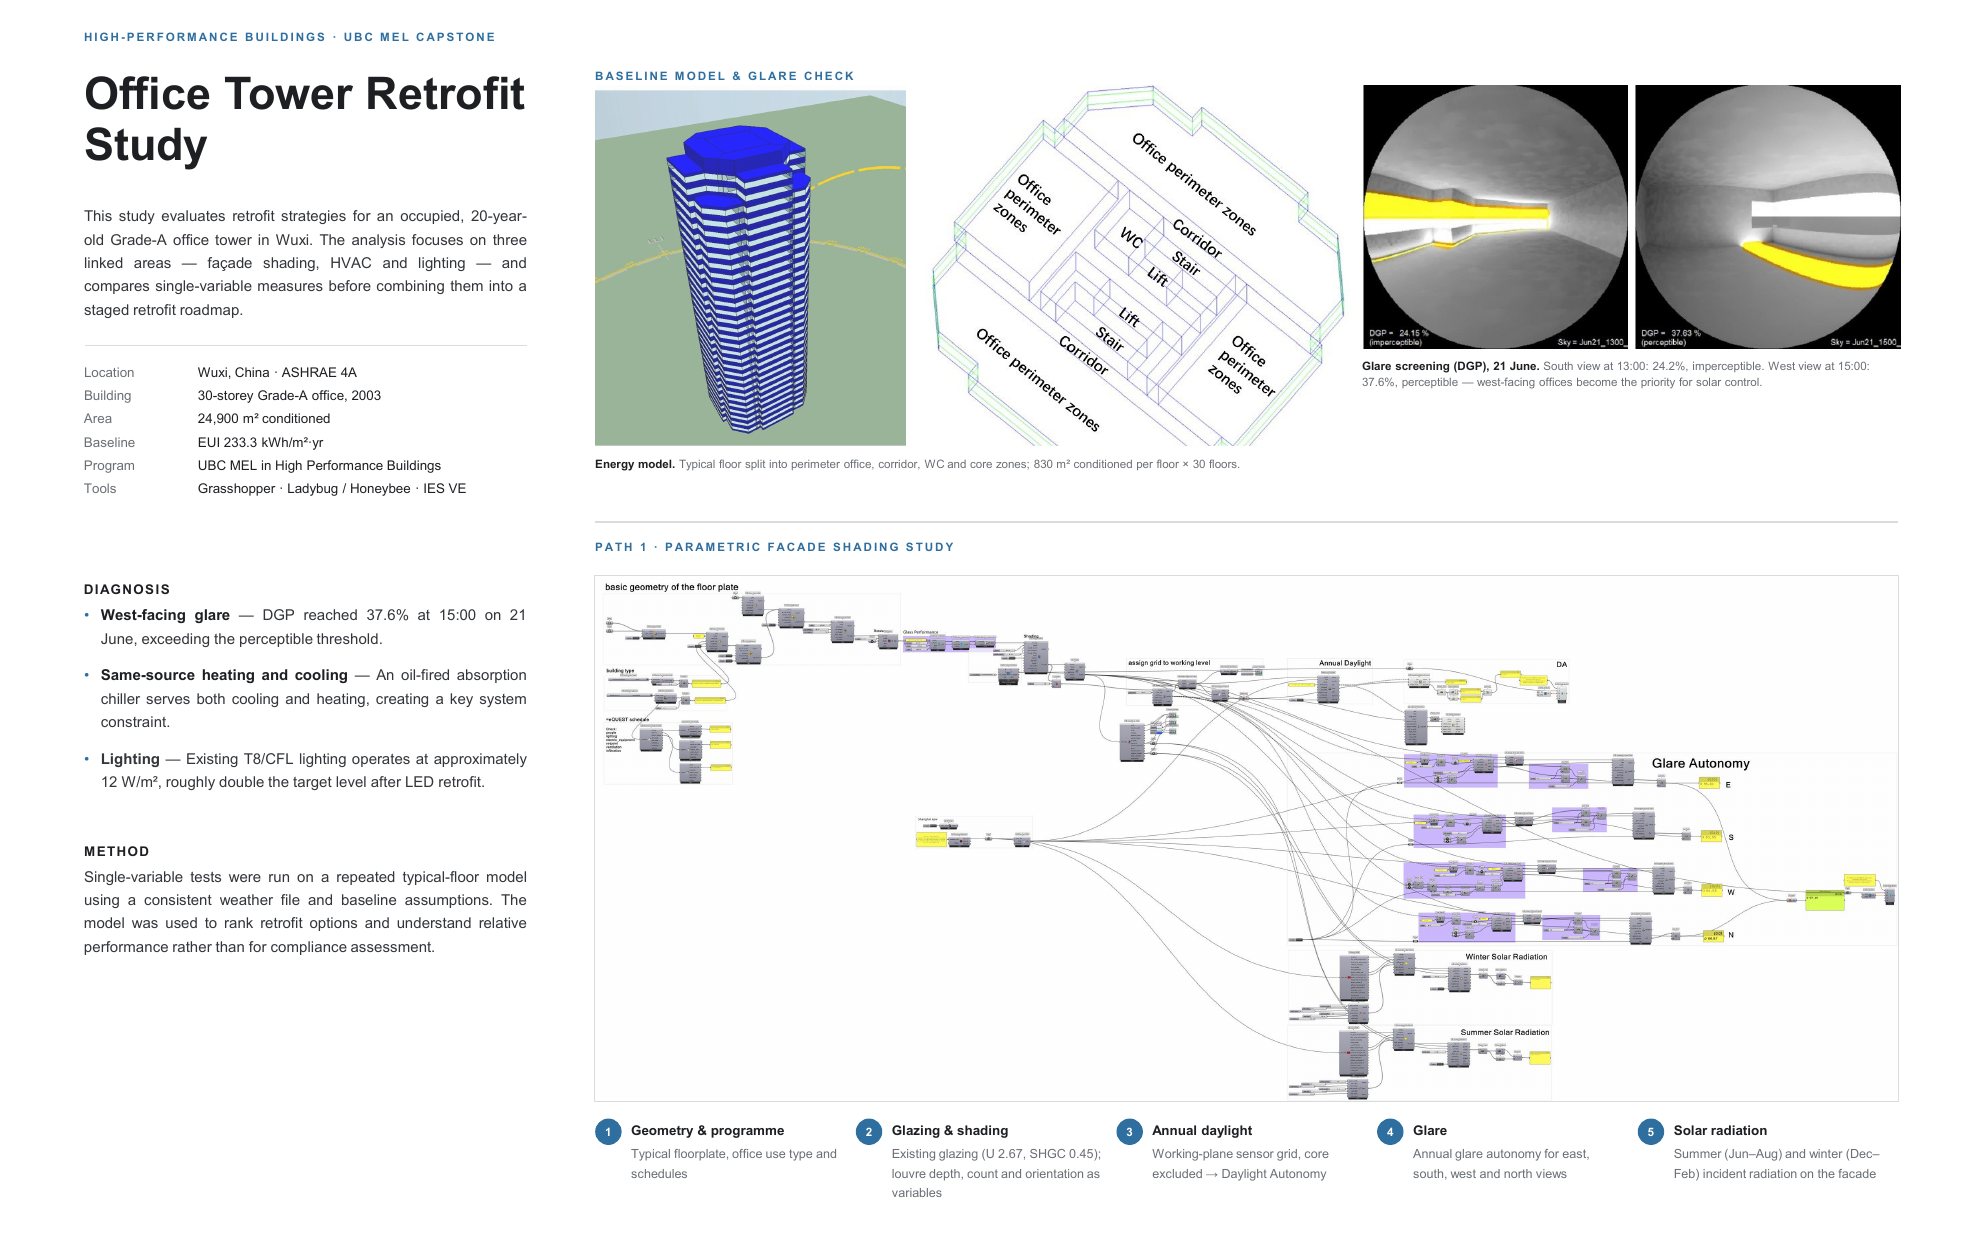 HIGH-PERFORMANCE BUILDINGS · UBC MEL CAPSTONE
Office Tower Retrofit
Study
This study evaluates retrofit strategies for an occupied, 20-year-
old Grade-A office tower in Wuxi. The analysis focuses on three
linked areas — façade shading, HVAC and lighting — and
compares single-variable measures before combining them into a
staged retrofit roadmap.
Location Wuxi, China · ASHRAE 4A
Building 30-storey Grade-A office, 2003
Area 24,900 m² conditioned
Baseline EUI 233.3 kWh/m²·yr
Program UBC MEL in High Performance Buildings
Tools Grasshopper · Ladybug / Honeybee · IES VE
DIAGNOSIS
• West-facing glare — DGP reached 37.6% at 15:00 on 21
June, exceeding the perceptible threshold.
• Same-source heating and cooling — An oil-fired absorption
chiller serves both cooling and heating, creating a key system
constraint.
• Lighting — Existing T8/CFL lighting operates at approximately
12 W/m², roughly double the target level after LED retrofit.
METHOD
Single-variable tests were run on a repeated typical-floor model
using a consistent weather file and baseline assumptions. The
model was used to rank retrofit options and understand relative
performance rather than for compliance assessment.
BASELINE MODEL & GLARE CHECK
Office perimeter zones
Office
perimeter
zones
Corridor
WC
Stair
Lift
Lift
Stair
Corridor
Office
perimeter
zones
Office perimeter zones
DGP = 24.15 %
(imperceptible)
Sky = Jun21_1300_
DGP = 37.63 %
(perceptible)
Sky = Jun21_1500_
Glare screening (DGP), 21 June. South view at 13:00: 24.2%, imperceptible. West view at 15:00:
37.6%, perceptible — west-facing offices become the priority for solar control.
Energy model. Typical floor split into perimeter office, corridor, WC and core zones; 830 m² conditioned per floor × 30 floors.
PATH 1 · PARAMETRIC FACADE SHADING STUDY
basic geometry of the floor plate
Glass Performance
Shading
building type
eQUEST schedule
assign grid to working level
Annual Daylight
DA
Glare Autonomy
E
S
W
N
Winter Solar Radiation
Summer Solar Radiation
1 Geometry & programme
Typical floorplate, office use type and
schedules
2 Glazing & shading
Existing glazing (U 2.67, SHGC 0.45);
louvre depth, count and orientation as
variables
3 Annual daylight
Working-plane sensor grid, core
excluded → Daylight Autonomy
4 Glare
Annual glare autonomy for east,
south, west and north views
5 Solar radiation
Summer (Jun–Aug) and winter (Dec–
Feb) incident radiation on the facade